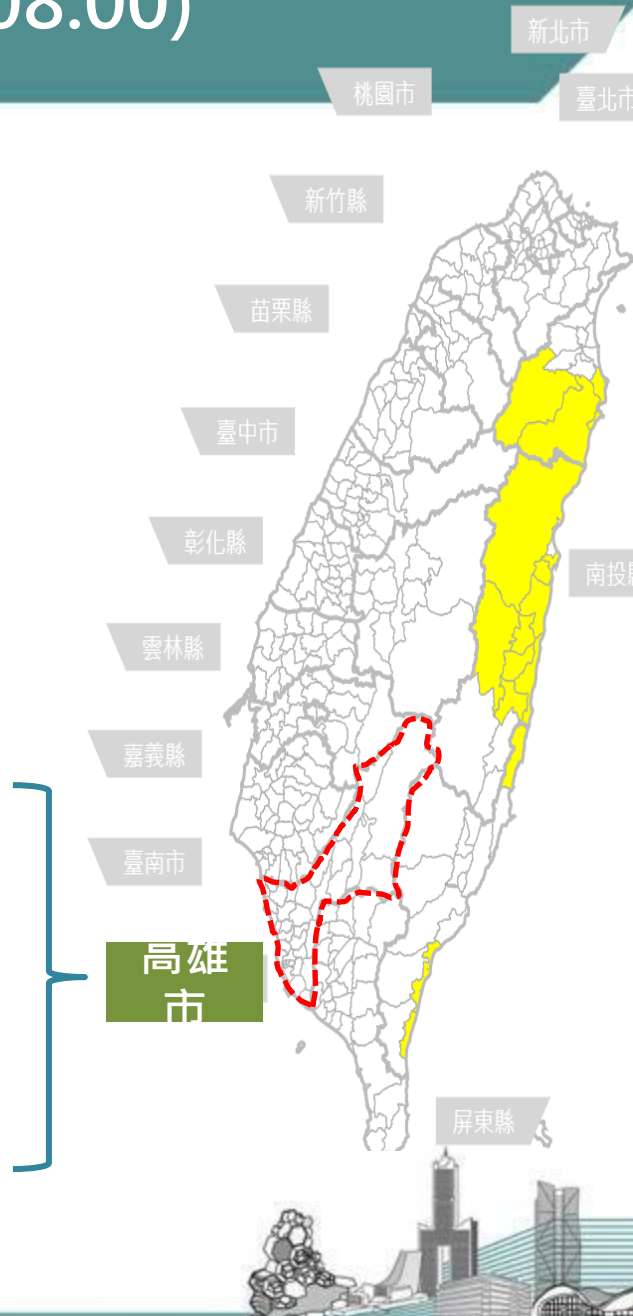 08.00)
新北市
桃園市
臺北市
新竹縣
苗栗縣
臺中市
彰化縣
南投縣
雲林縣
嘉義縣
臺南市
高雄
市
屏東縣